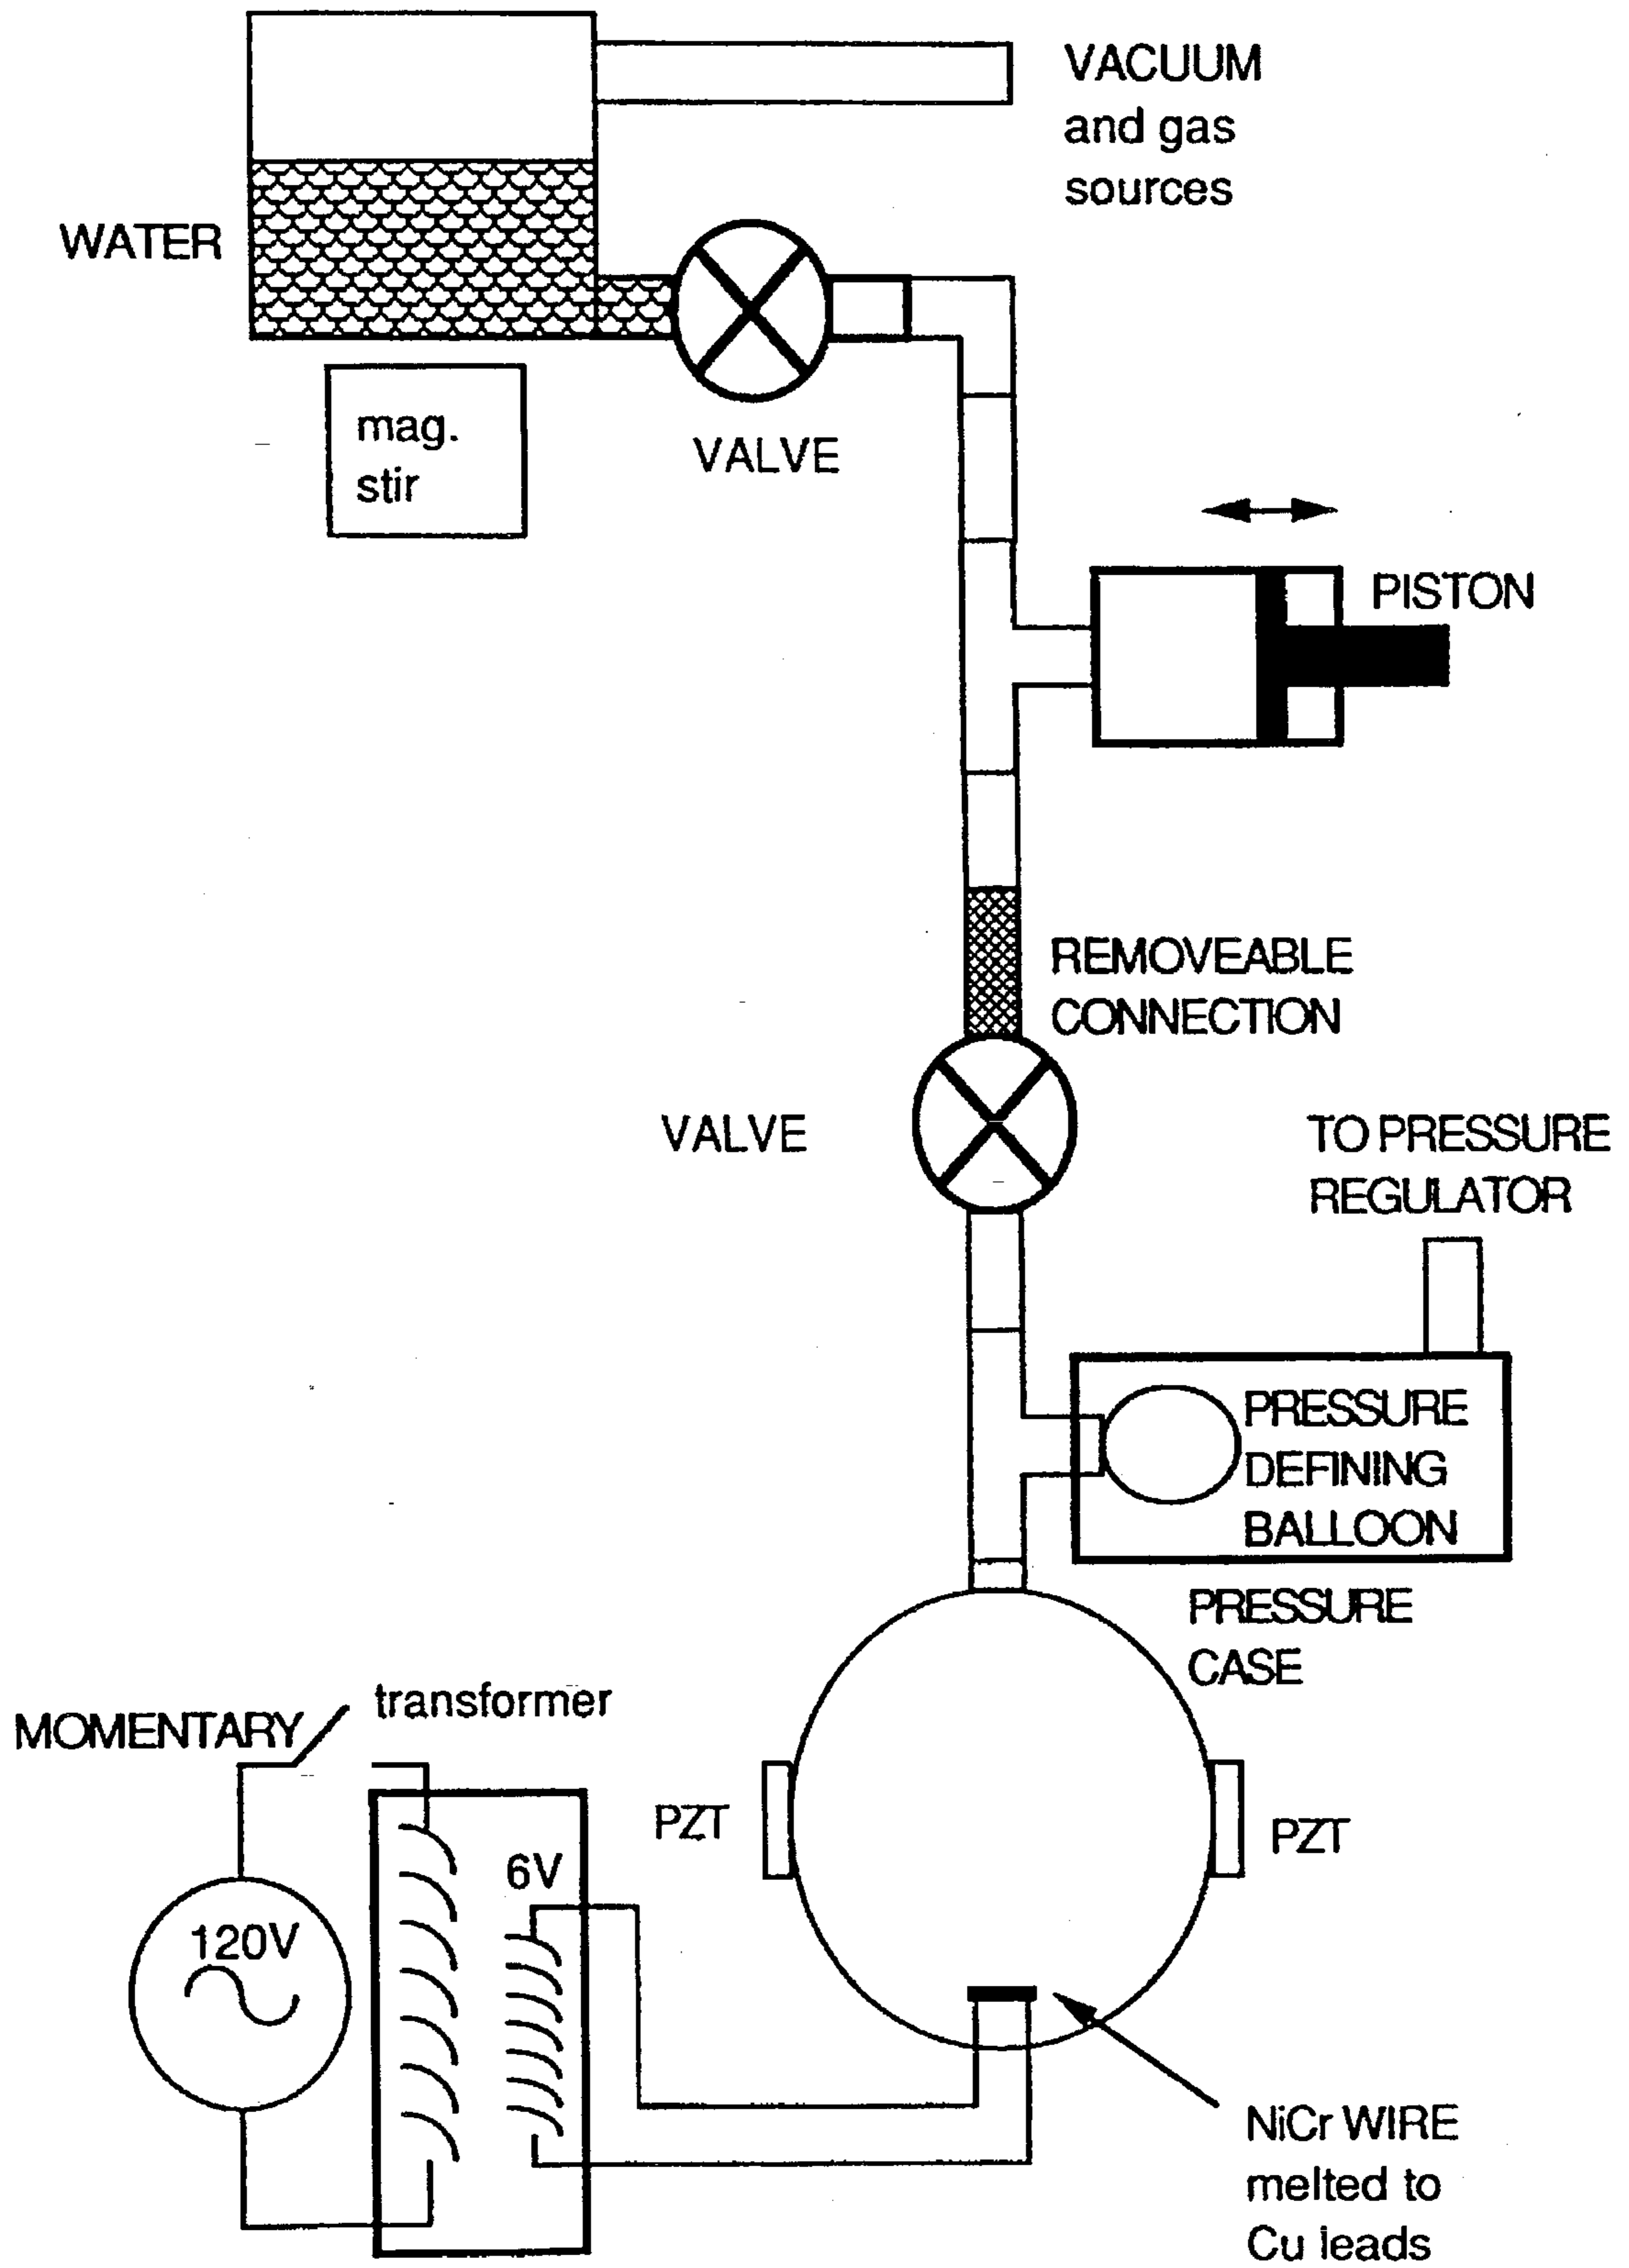 VACUUM
and gas
sources
WATER
mag.
stir
VALVE
PISTON
REMOVEABLE
CONNECTION
VALVE
TO PRESSURE
REGULATOR
PRESSURE
DEFINING
BALLOON
PRESSURE
CASE
transformer
MOMENTARY
PZT
PZT
6V
120V
NiCr WIRE
melted to
Cu leads